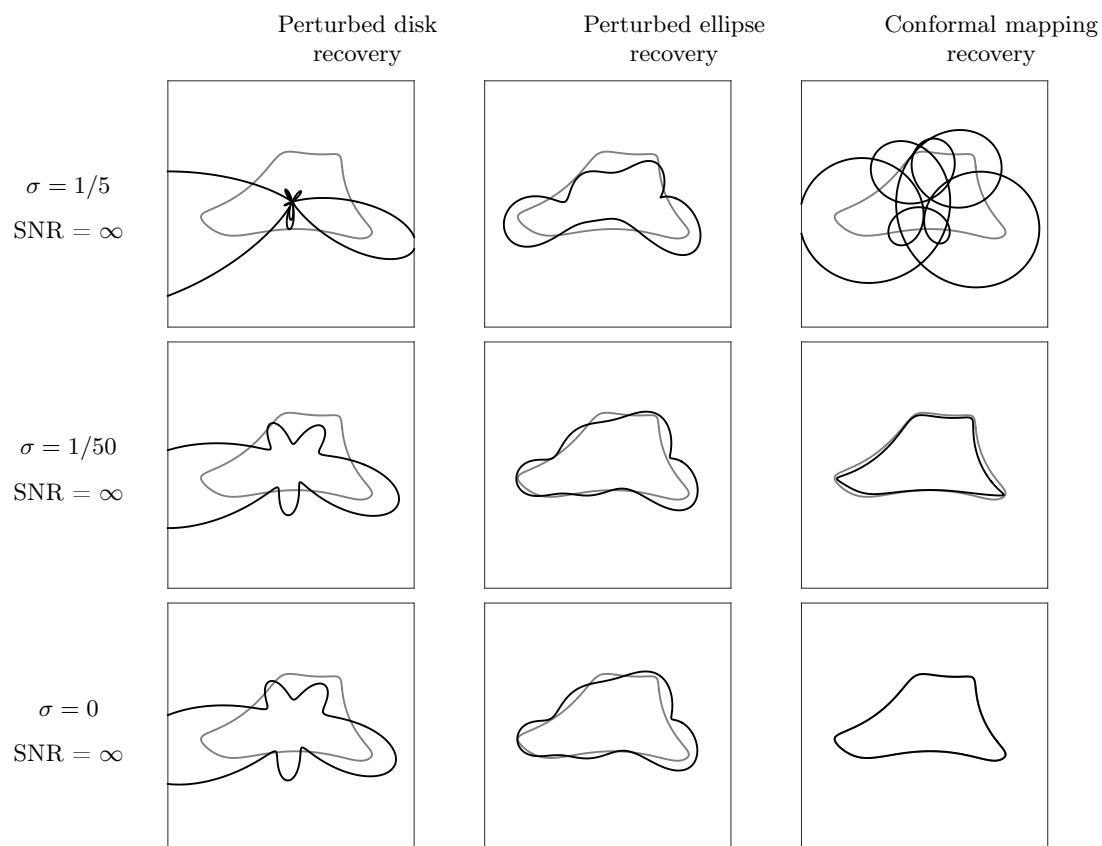 Perturbed disk
recovery
Perturbed ellipse
recovery
Conformal mapping
recovery
σ = 1/5
SNR = ∞
σ = 1/50
SNR = ∞
σ = 0
SNR = ∞